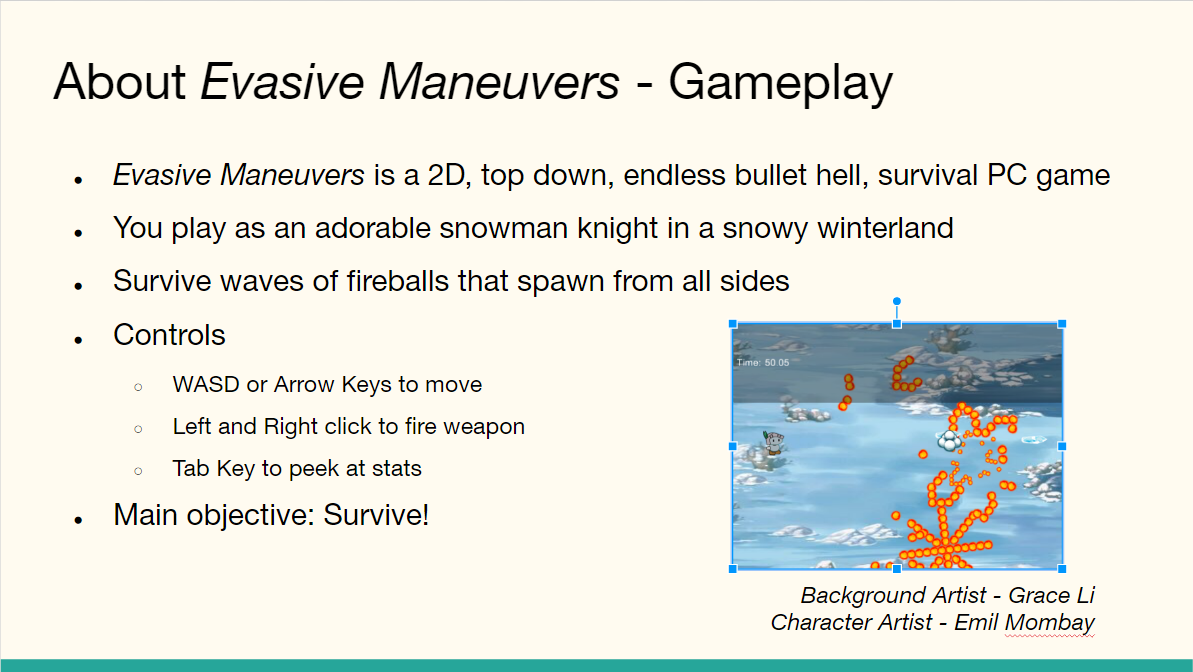 About Evasive Maneuvers - Gameplay
Evasive Maneuvers is a 2D, top down, endless bullet hell, survival PC game
You play as an adorable snowman knight in a snowy winterland
Survive waves of fireballs that spawn from all sides
Controls
WASD or Arrow Keys to move
Left and Right click to fire weapon
Tab Key to peek at stats
Main objective: Survive!
Time: 50.05
Background Artist - Grace Li
Character Artist - Emil Mombay